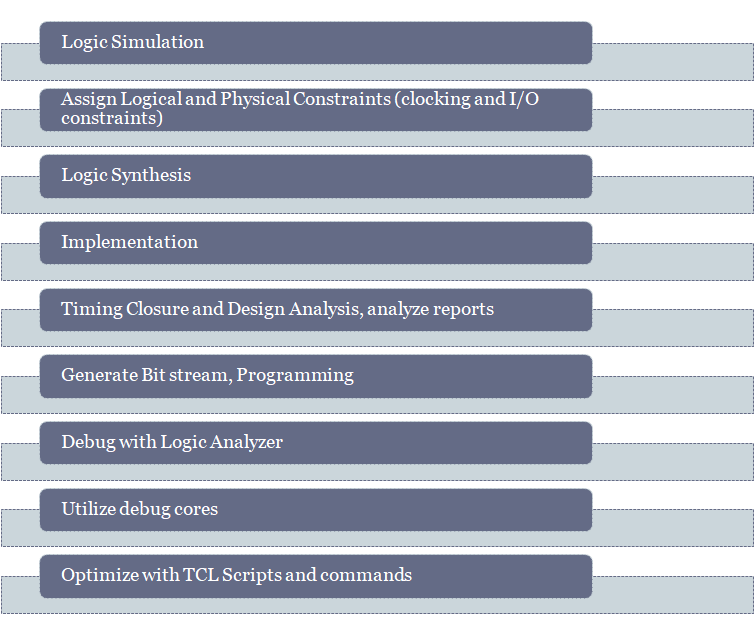 Logic Simulation
Assign Logical and Physical Constraints (clocking and I/O
constraints)
Logic Synthesis
Implementation
Timing Closure and Design Analysis, analyze reports
Generate Bit stream, Programming
Debug with Logic Analyzer
Utilize debug cores
Optimize with TCL Scripts and commands